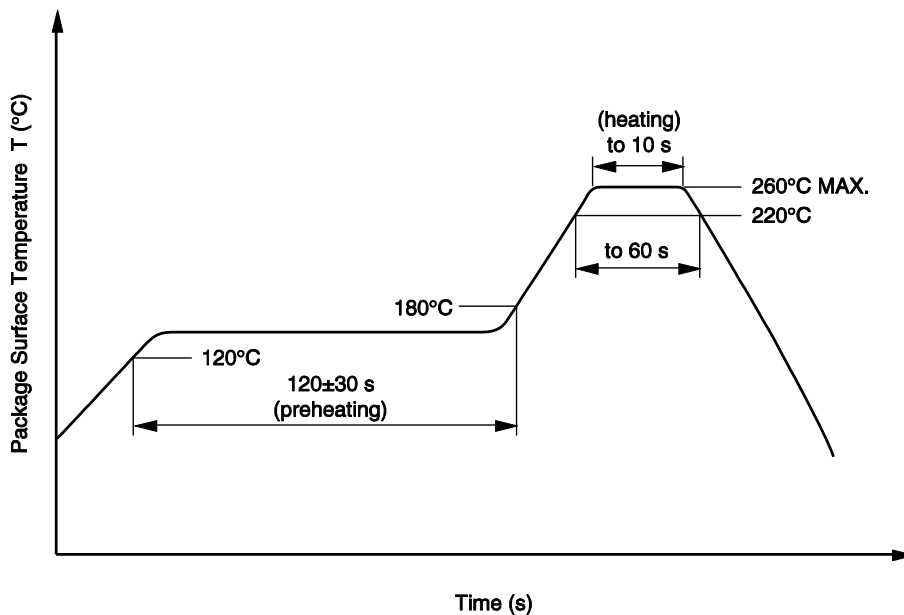 Package Surface Temperature T (°C)
(heating)
to 10 s
260°C MAX.
220°C
to 60 s
180°C
120°C
120±30 s
(preheating)
Time (s)